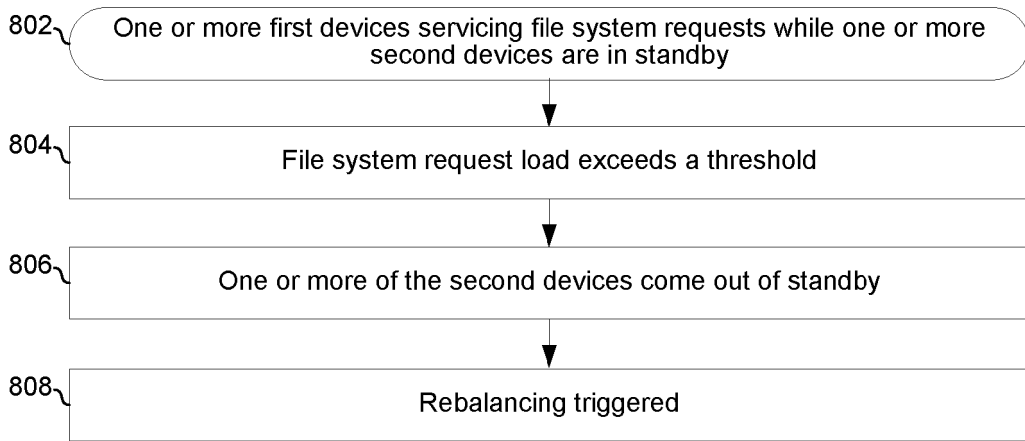 802
One or more first devices servicing file system requests while one or more
second devices are in standby
804
File system request load exceeds a threshold
806
One or more of the second devices come out of standby
808
Rebalancing triggered